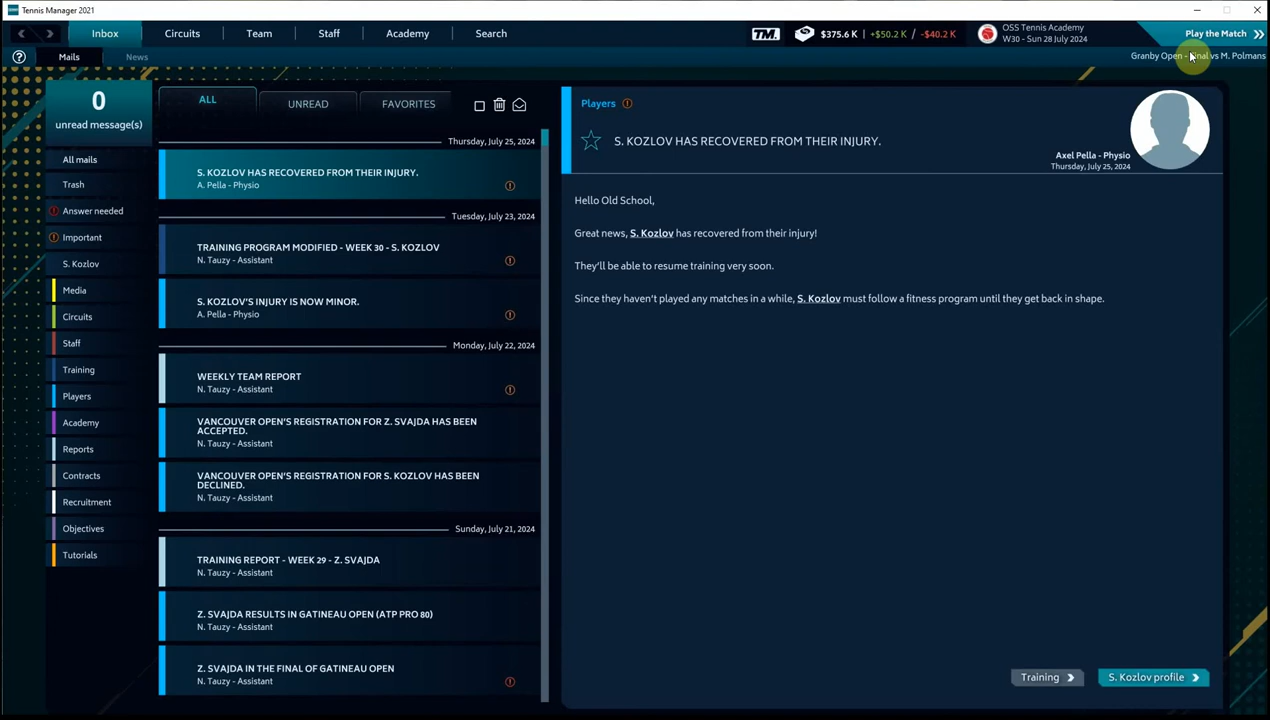 Tennis Manager 2021
Inbox
Circuits
Team
Staff
Academy
Search
TM.
$375.6 K
+$50.2 K / -$40.2 K
OSS Tennis Academy
W30 - Sun 28 July 2024
Play the Match
Mails
News
Granby Open - Final vs M. Polmans
0
unread message(s)
ALL
UNREAD
FAVORITES
All mails
Trash
Answer needed
Important
S. Kozlov
Media
Circuits
Staff
Training
Players
Academy
Reports
Contracts
Recruitment
Objectives
Tutorials
Thursday, July 25, 2024
S. KOZLOV HAS RECOVERED FROM THEIR INJURY.
A. Pella - Physio
Tuesday, July 23, 2024
TRAINING PROGRAM MODIFIED - WEEK 30 - S. KOZLOV
N. Tauzy - Assistant
S. KOZLOV'S INJURY IS NOW MINOR.
A. Pella - Physio
Monday, July 22, 2024
WEEKLY TEAM REPORT
N. Tauzy - Assistant
VANCOUVER OPEN'S REGISTRATION FOR Z. SVAJDA HAS BEEN
ACCEPTED.
N. Tauzy - Assistant
VANCOUVER OPEN'S REGISTRATION FOR S. KOZLOV HAS BEEN
DECLINED.
N. Tauzy - Assistant
Sunday, July 21, 2024
TRAINING REPORT - WEEK 29 - Z. SVAJDA
N. Tauzy - Assistant
Z. SVAJDA RESULTS IN GATINEAU OPEN (ATP PRO 80)
N. Tauzy - Assistant
Z. SVAJDA IN THE FINAL OF GATINEAU OPEN
N. Tauzy - Assistant
Players
S. KOZLOV HAS RECOVERED FROM THEIR INJURY.
Axel Pella - Physio
Thursday, July 25, 2024
Hello Old School,
Great news, S. Kozlov has recovered from their injury!
They'll be able to resume training very soon.
Since they haven't played any matches in a while, S. Kozlov must follow a fitness program until they get back in shape.
Training
S. Kozlov profile